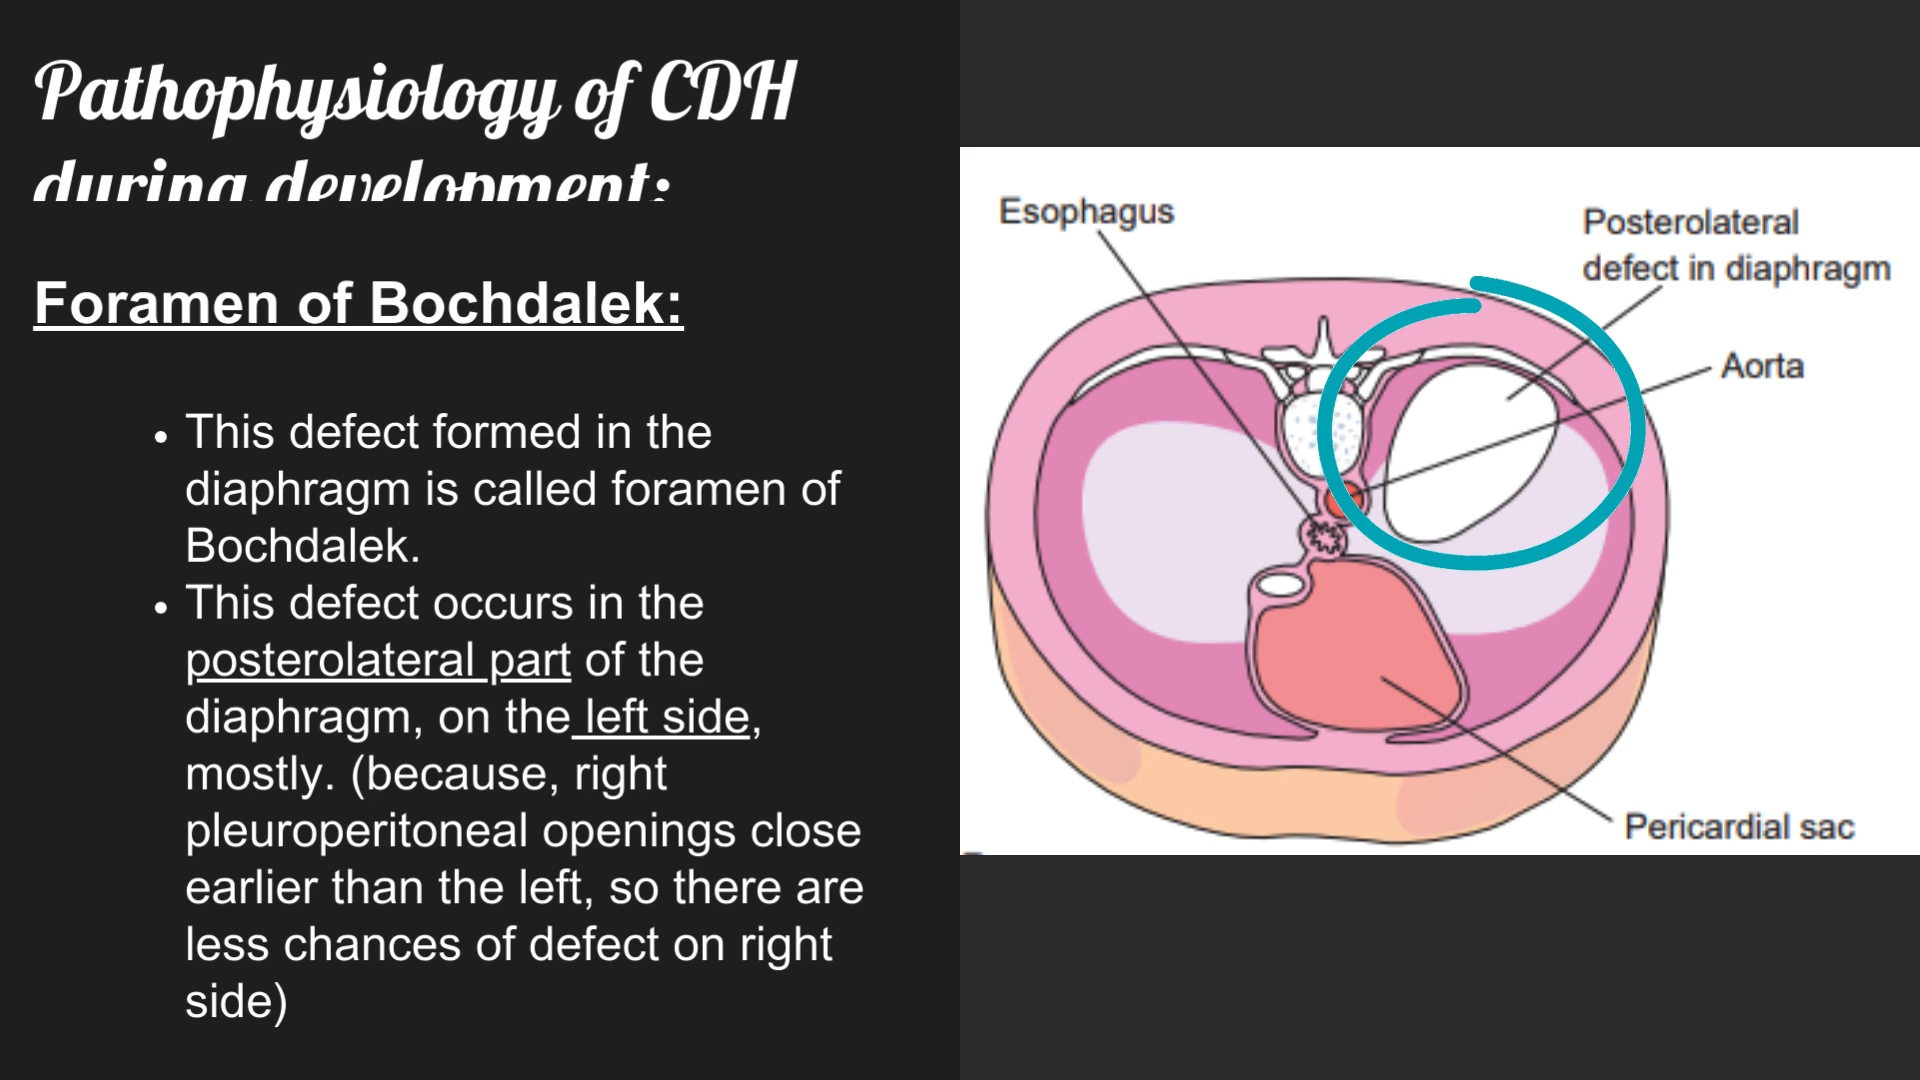 Pathophysiology of CDH
during development:
Foramen of Bochdalek:
• This defect formed in the
diaphragm is called foramen of
Bochdalek.
• This defect occurs in the
posterolateral part of the
diaphragm, on the left side,
mostly. (because, right
pleuroperitoneal openings close
earlier than the left, so there are
less chances of defect on right
side)
Esophagus
Posterolateral
defect in diaphragm
Aorta
Pericardial sac